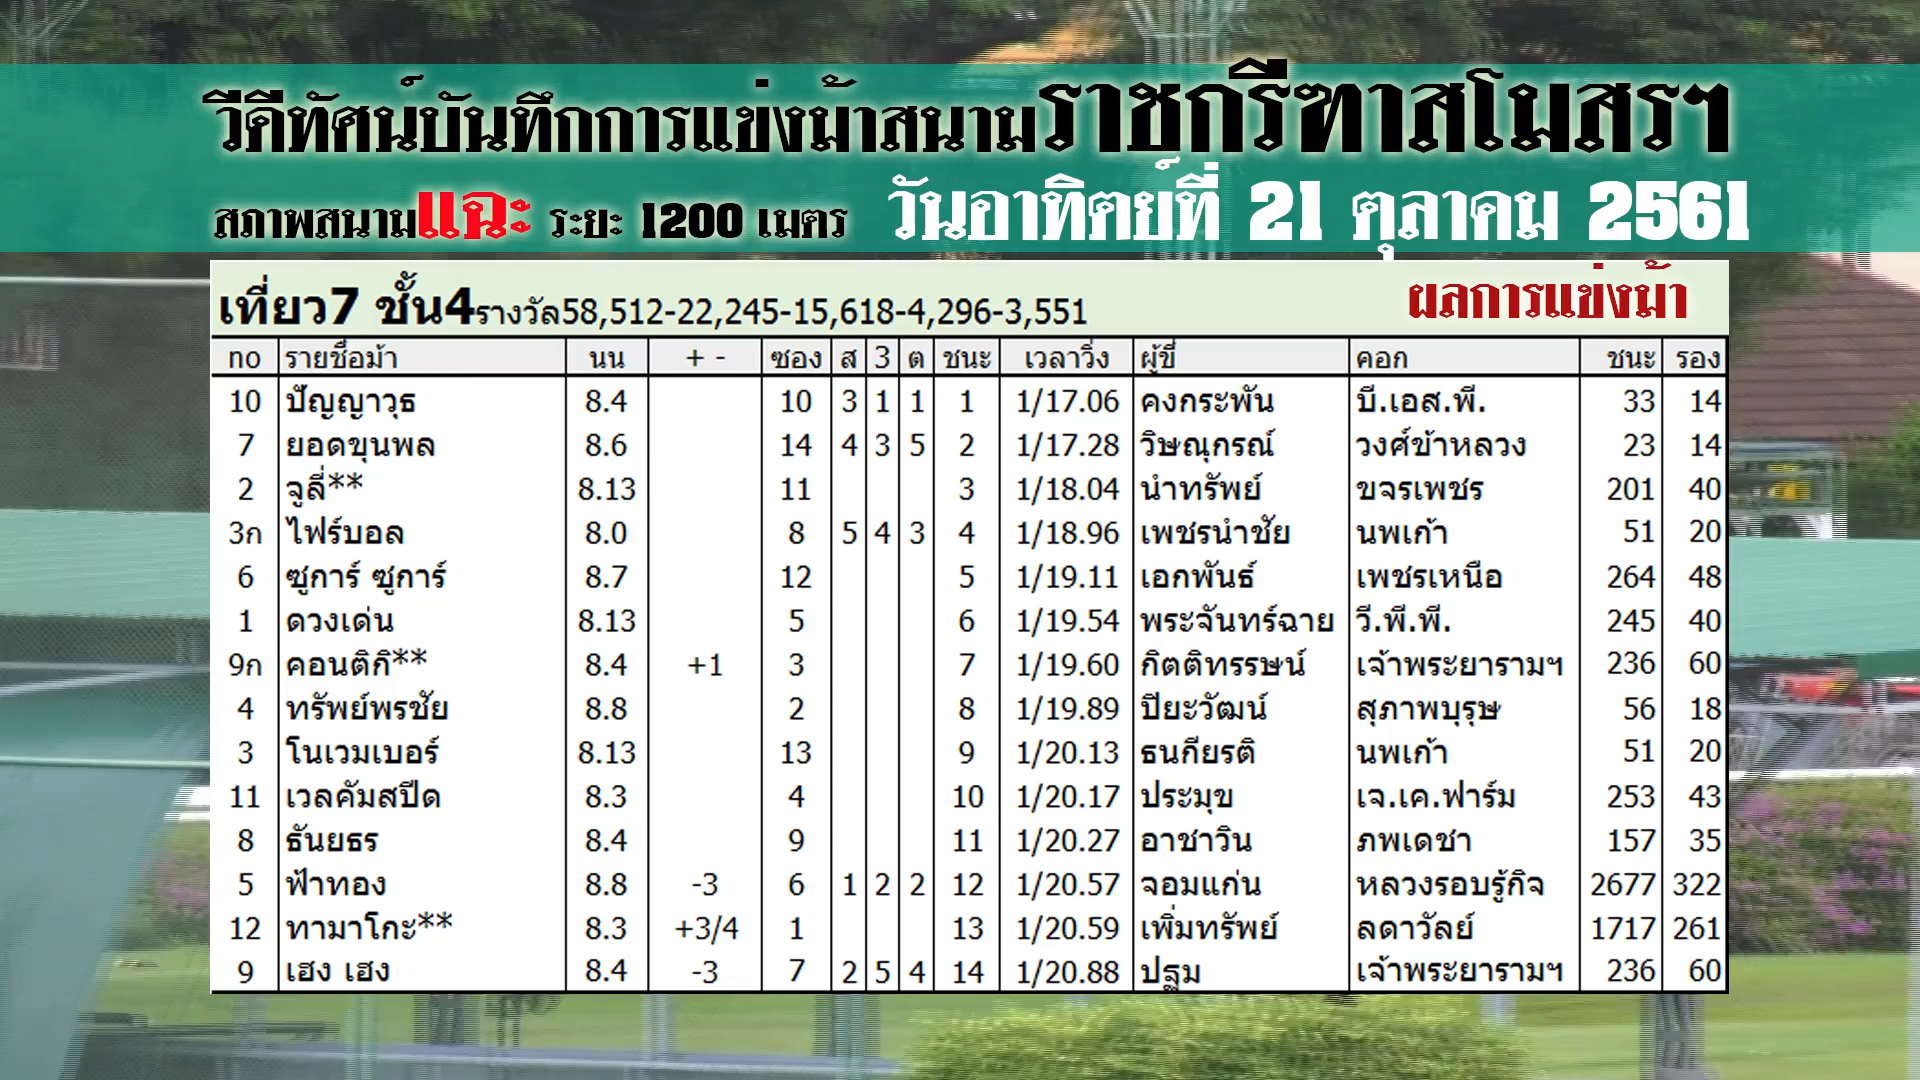 วีดีทัศน์บันทึกการแข่งม้าสนามราชกรีฑาสโมสรฯ
สภาพสนามแฉะ ระยะ 1200 เมตร วันอาทิตย์ที่ 21 ตุลาคม 2561
เที่ยว7 ชั้น4รางวัล58,512-22,245-15,618-4,296-3,551 ผลการแข่งม้า
no รายชื่อม้า นน + - ซอง ส 3 ต ชนะ เวลาวิ่ง ผู้ขี่ คอก ชนะ รอง
10 ปัญญาวุธ 8.4 10 3 1 1 1 1/17.06 คงกระพัน บี.เอส.พี. 33 14
7 ยอดขุนพล 8.6 14 4 3 5 2 1/17.28 วิษณุกรณ์ วงศ์ข้าหลวง 23 14
2 จูลี่** 8.13 11 3 1/18.04 นำทรัพย์ ขจรเพชร 201 40
3ก ไฟร์บอล 8.0 8 5 4 3 4 1/18.96 เพชรนำชัย นพเก้า 51 20
6 ซูการ์ ซูการ์ 8.7 12 5 1/19.11 เอกพันธ์ เพชรเหนือ 264 48
1 ดวงเด่น 8.13 5 6 1/19.54 พระจันทร์ฉาย วี.พี.พี. 245 40
9ก คอนติกิ** 8.4 +1 3 7 1/19.60 กิตติทรรษน์ เจ้าพระยารามฯ 236 60
4 ทรัพย์พรชัย 8.8 2 8 1/19.89 ปิยะวัฒน์ สุภาพบุรุษ 56 18
3 โนเวมเบอร์ 8.13 13 9 1/20.13 ธนกียรติ นพเก้า 51 20
11 เวลคัมสปีด 8.3 4 10 1/20.17 ประมุข เจ.เค.ฟาร์ม 253 43
8 ธันยธร 8.4 9 11 1/20.27 อาชาวิน ภพเดชา 157 35
5 ฟ้าทอง 8.8 -3 6 1 2 2 12 1/20.57 จอมแก่น หลวงรอบรู้กิจ 2677 322
12 ทามาโกะ** 8.3 +3/4 1 13 1/20.59 เพิ่มทรัพย์ ลดาวัลย์ 1717 261
9 เฮง เฮง 8.4 -3 7 2 5 4 14 1/20.88 ปฐม เจ้าพระยารามฯ 236 60